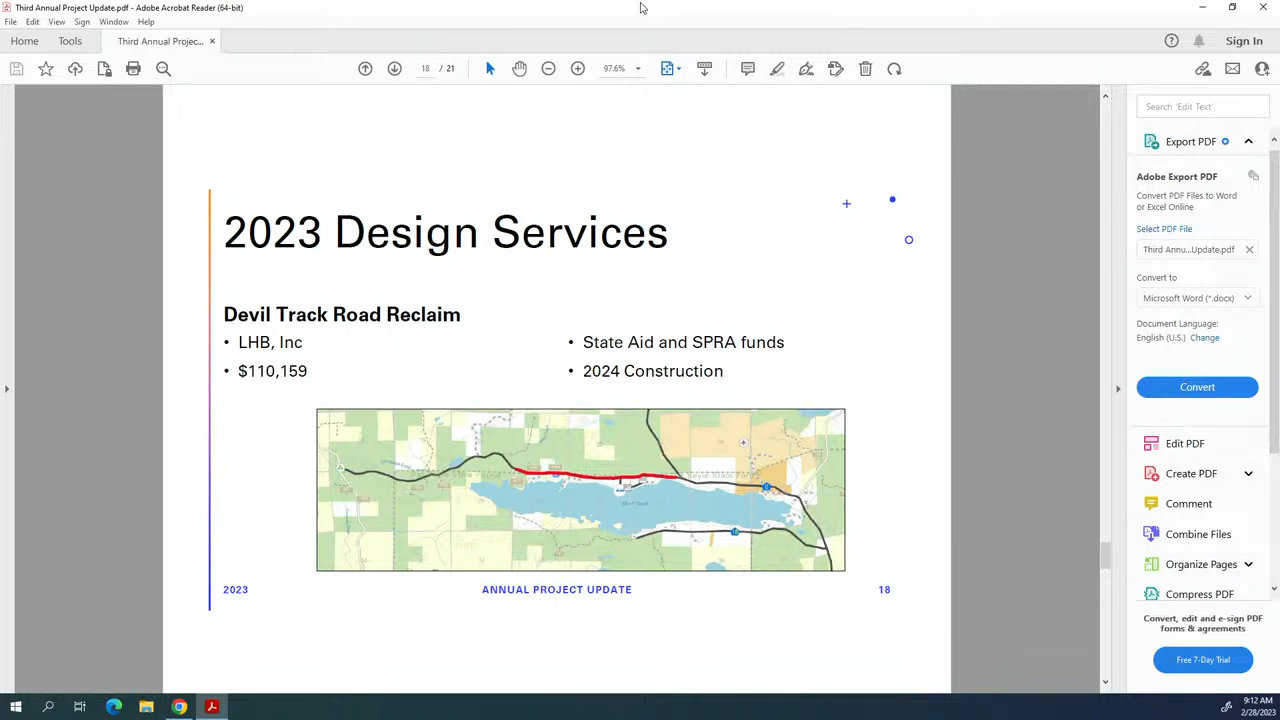 Third Annual Project Update.pdf - Adobe Acrobat Reader (64-bit)
File Edit View Sign Window Help
Home Tools Third Annual Projec... ×
Sign In
18 / 21 97.6%
Search 'Edit Text'
Export PDF
Adobe Export PDF
Convert PDF Files to Word
or Excel Online
Select PDF File
Third Annu...Update.pdf
Convert to
Microsoft Word (*.docx)
Document Language:
English (U.S.) Change
Convert
Edit PDF
Create PDF
Comment
Combine Files
Organize Pages
Compress PDF
Convert, edit and e-sign PDF
forms & agreements
Free 7-Day Trial
2023 Design Services
Devil Track Road Reclaim
• LHB, Inc
• $110,159
• State Aid and SPRA funds
• 2024 Construction
2023 ANNUAL PROJECT UPDATE 18
9:12 AM
2/28/2023